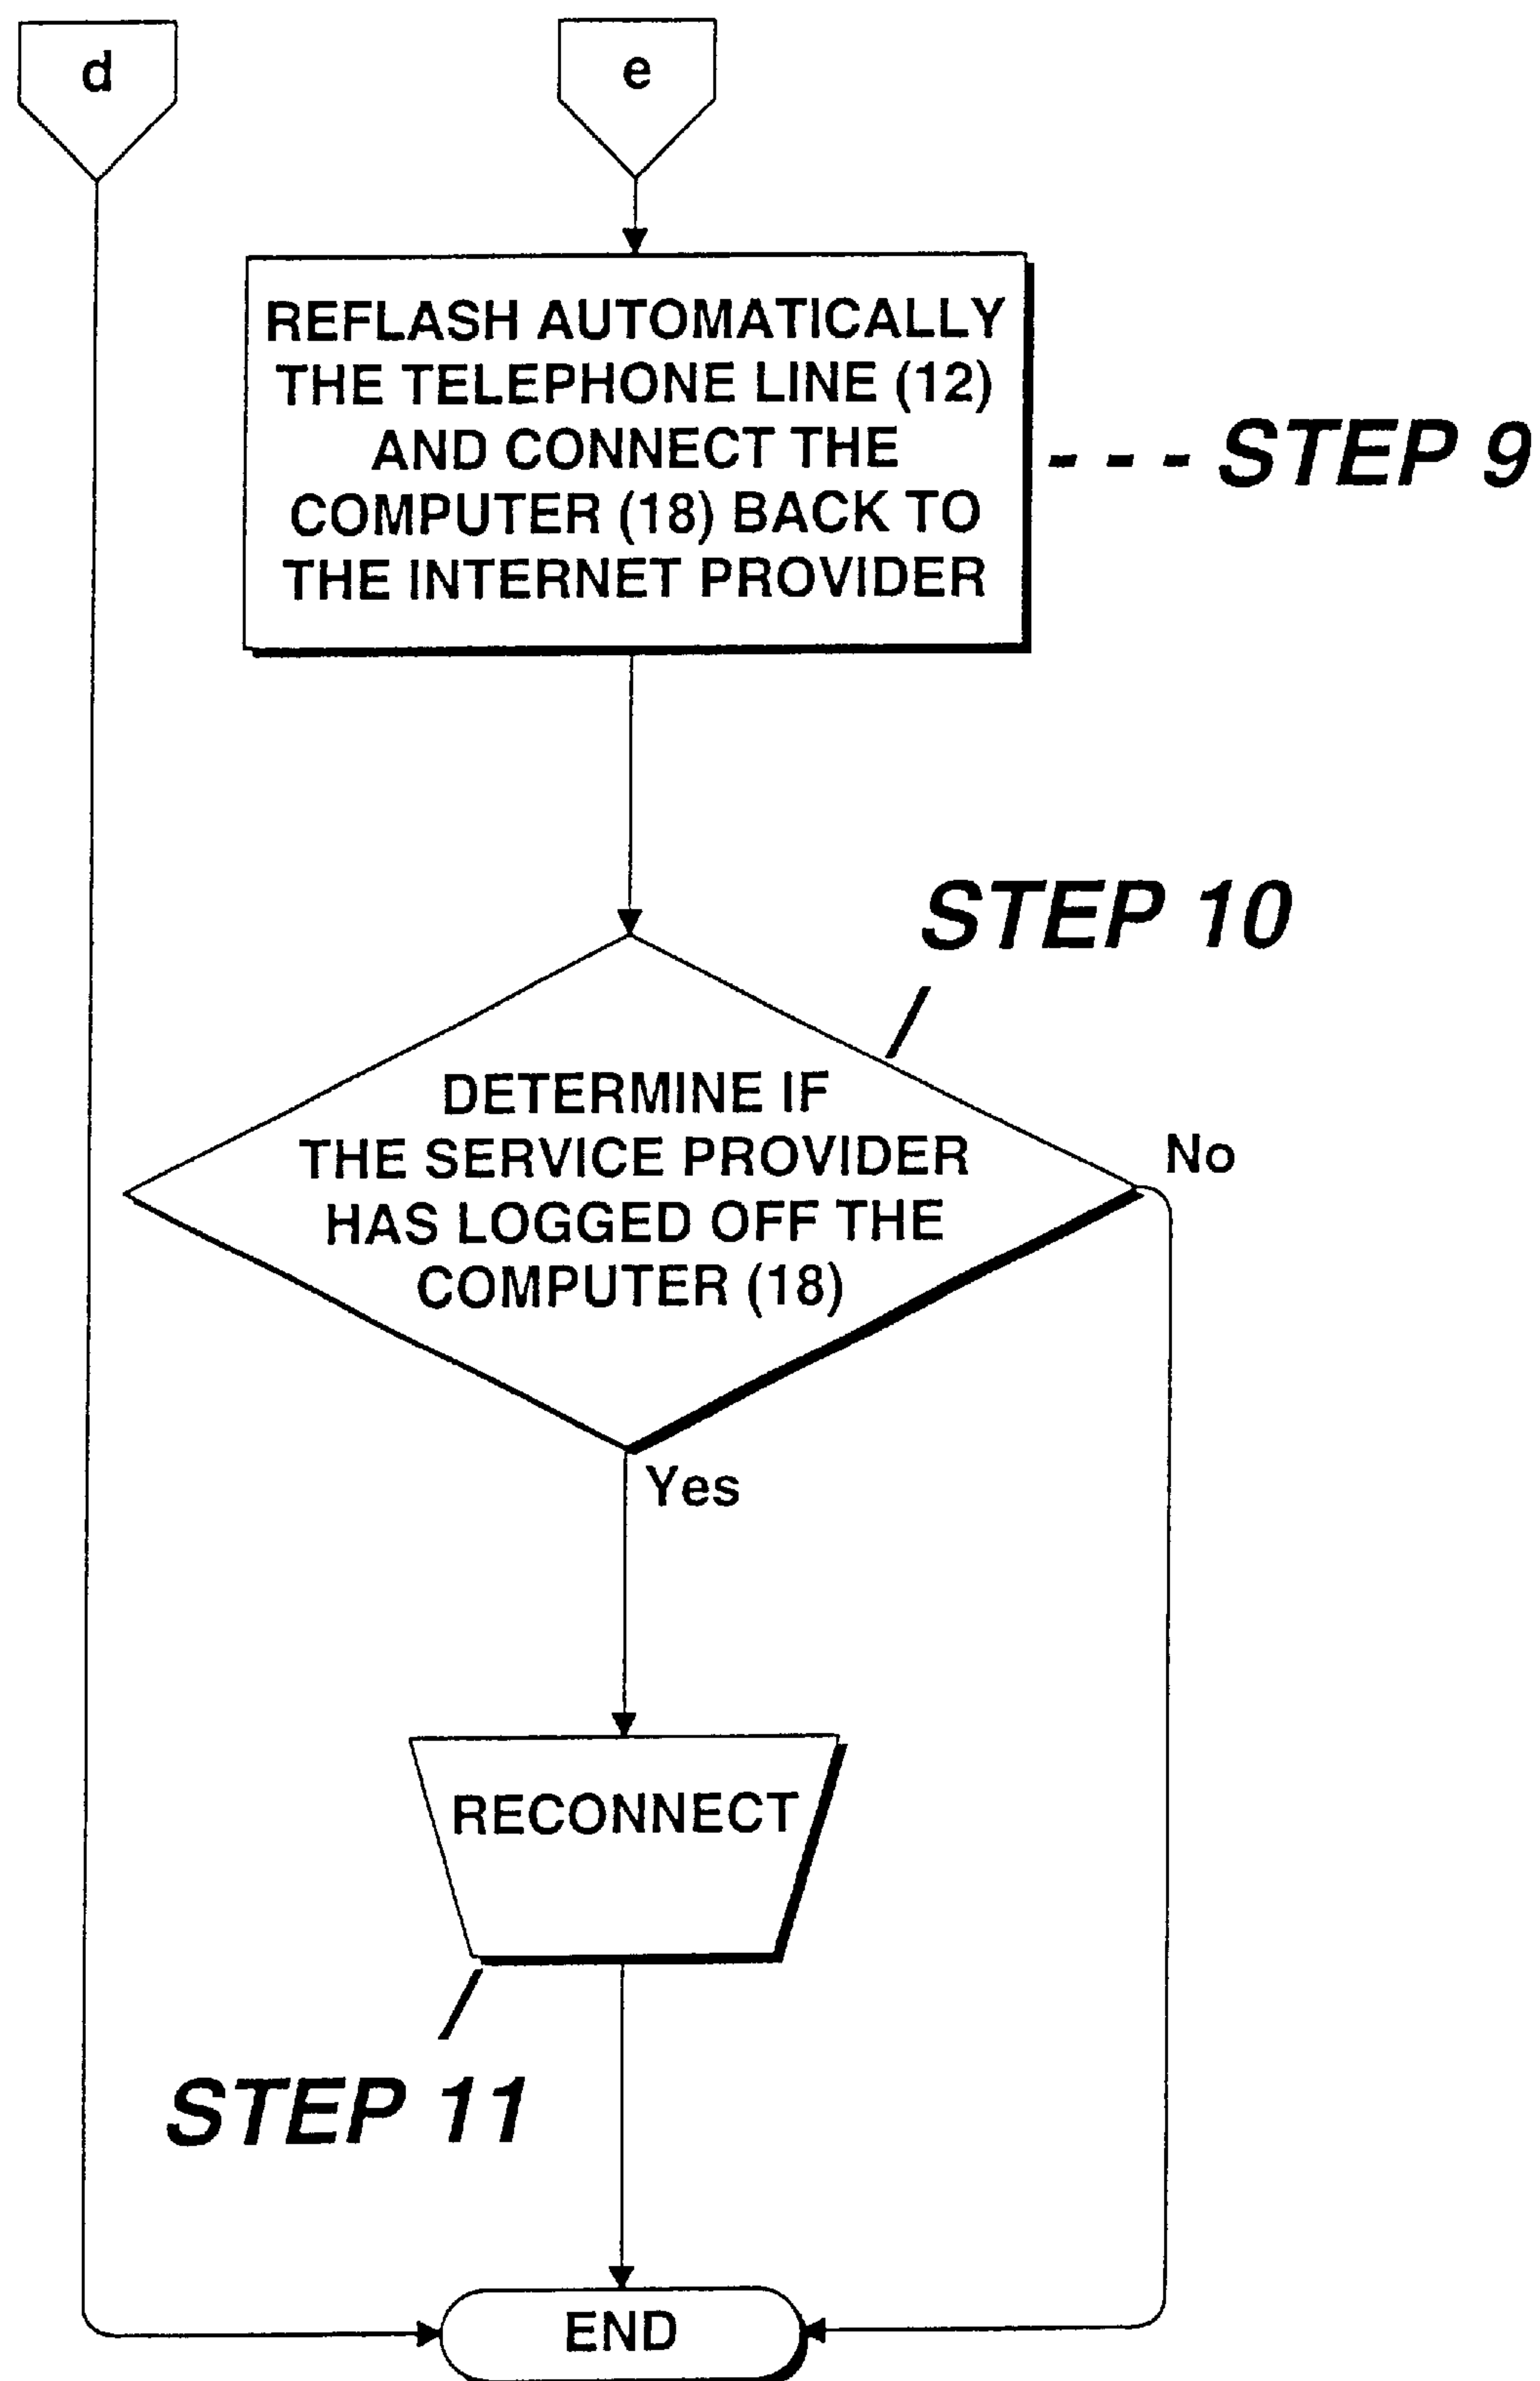 d
e
REFLASH AUTOMATICALLY
THE TELEPHONE LINE (12)
AND CONNECT THE
COMPUTER (18) BACK TO
THE INTERNET PROVIDER
STEP 9
STEP 10
DETERMINE IF
THE SERVICE PROVIDER
HAS LOGGED OFF THE
COMPUTER (18)
No
Yes
RECONNECT
STEP 11
END